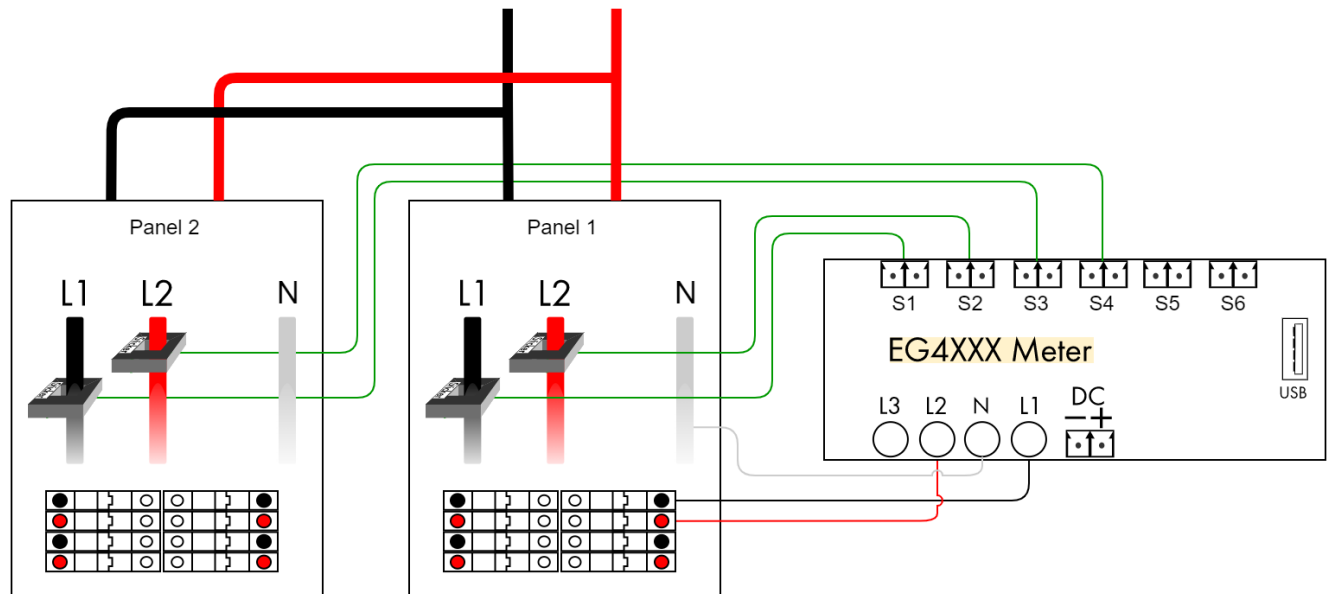 Panel 2
Panel 1
L1 L2 N
L1 L2 N
S1 S2 S3 S4 S5 S6
EG4XXX Meter
USB
L3 L2 N L1 DC
− +